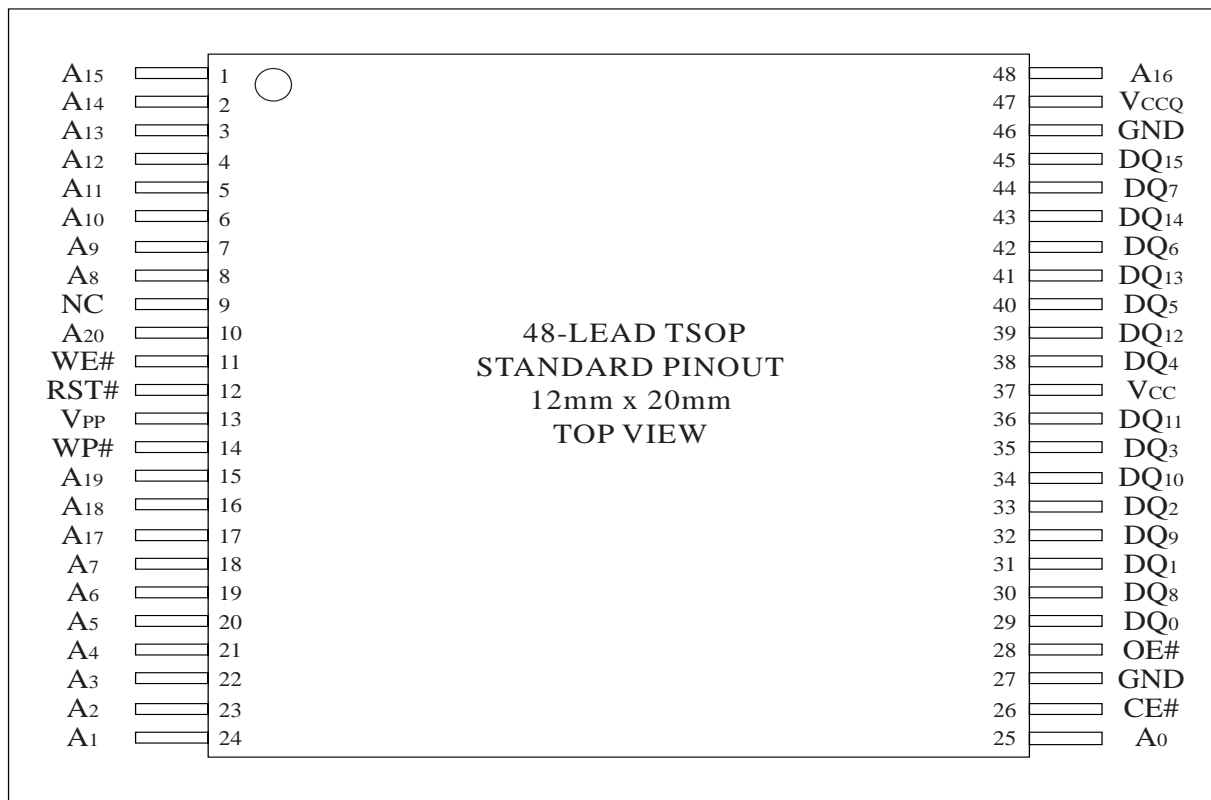 A15 1 48 A16
A14 2 47 VCCQ
A13 3 46 GND
A12 4 45 DQ15
A11 5 44 DQ7
A10 6 43 DQ14
A9 7 42 DQ6
A8 8 41 DQ13
NC 9 40 DQ5
A20 10 39 DQ12
WE# 11 38 DQ4
RST# 12 37 VCC
VPP 13 36 DQ11
WP# 14 35 DQ3
A19 15 34 DQ10
A18 16 33 DQ2
A17 17 32 DQ9
A7 18 31 DQ1
A6 19 30 DQ8
A5 20 29 DQ0
A4 21 28 OE#
A3 22 27 GND
A2 23 26 CE#
A1 24 25 A0
48-LEAD TSOP
STANDARD PINOUT
12mm x 20mm
TOP VIEW